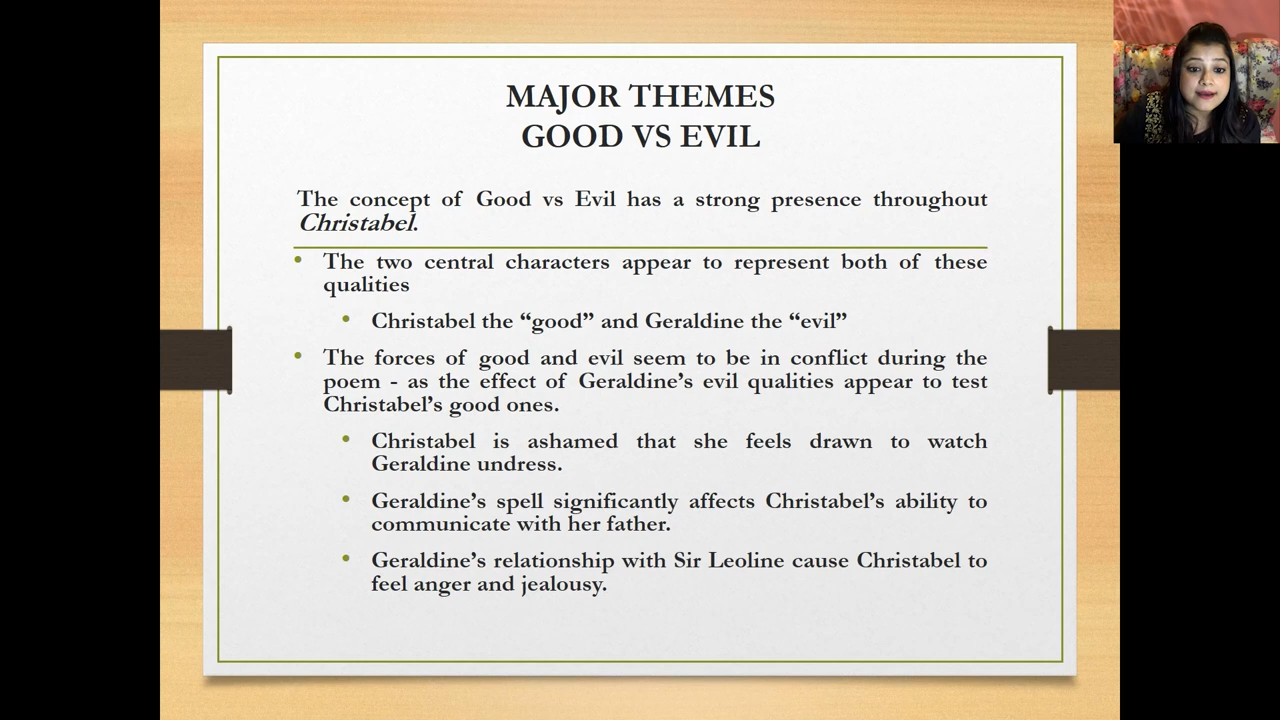 MAJOR THEMES
GOOD VS EVIL
The concept of Good vs Evil has a strong presence throughout
Christabel.
• The two central characters appear to represent both of these
qualities
• Christabel the “good” and Geraldine the “evil”
• The forces of good and evil seem to be in conflict during the
poem - as the effect of Geraldine’s evil qualities appear to test
Christabel’s good ones.
• Christabel is ashamed that she feels drawn to watch
Geraldine undress.
• Geraldine’s spell significantly affects Christabel’s ability to
communicate with her father.
• Geraldine’s relationship with Sir Leoline cause Christabel to
feel anger and jealousy.